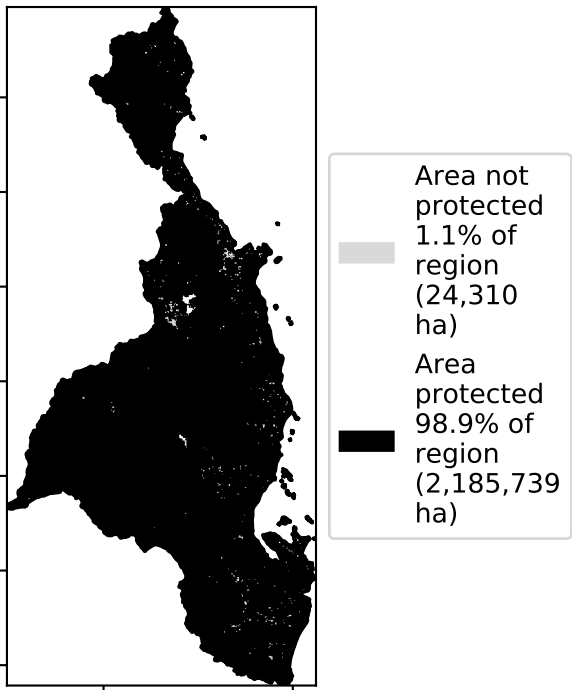 Area not
protected
1.1% of
region
(24,310
ha)
Area
protected
98.9% of
region
(2,185,739
ha)